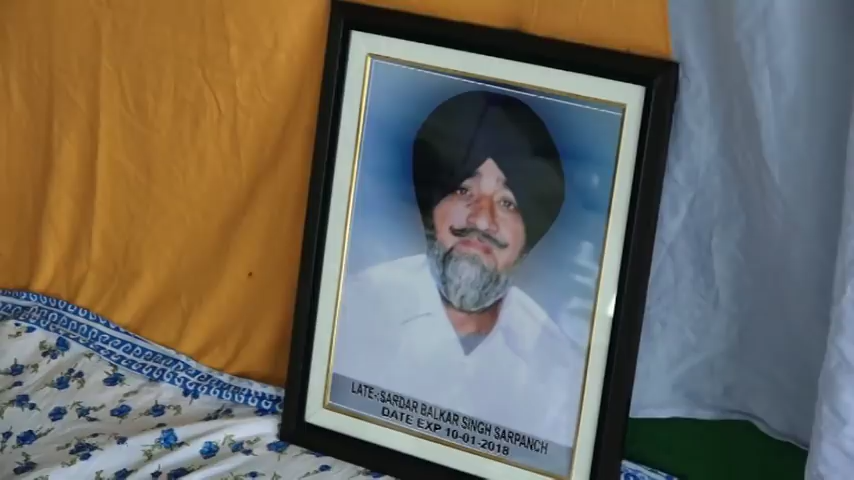 LATE-:SARDAR BALKAR SINGH SARPANCH
DATE EXP 10-01-2018